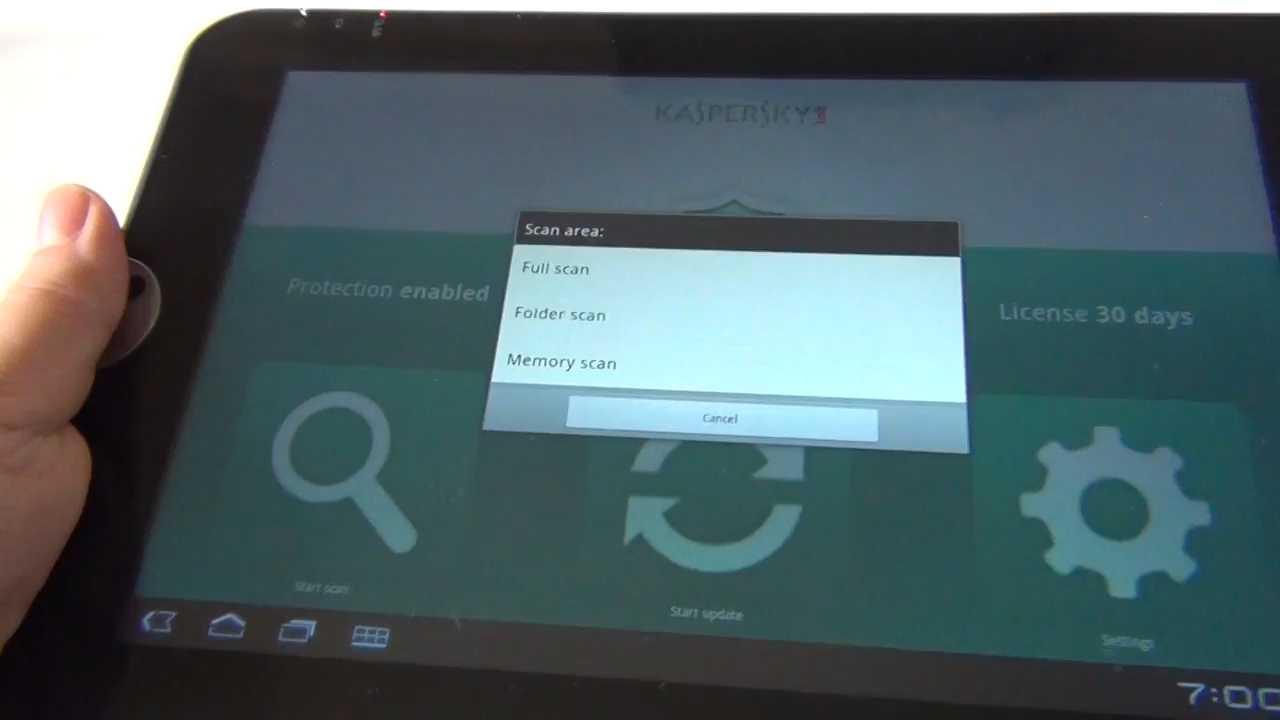 KASPERSKY
Scan area:
Full scan
Protection enabled
Folder scan
License 30 days
Memory scan
Cancel
Start scan
Start update
Settings
7:00